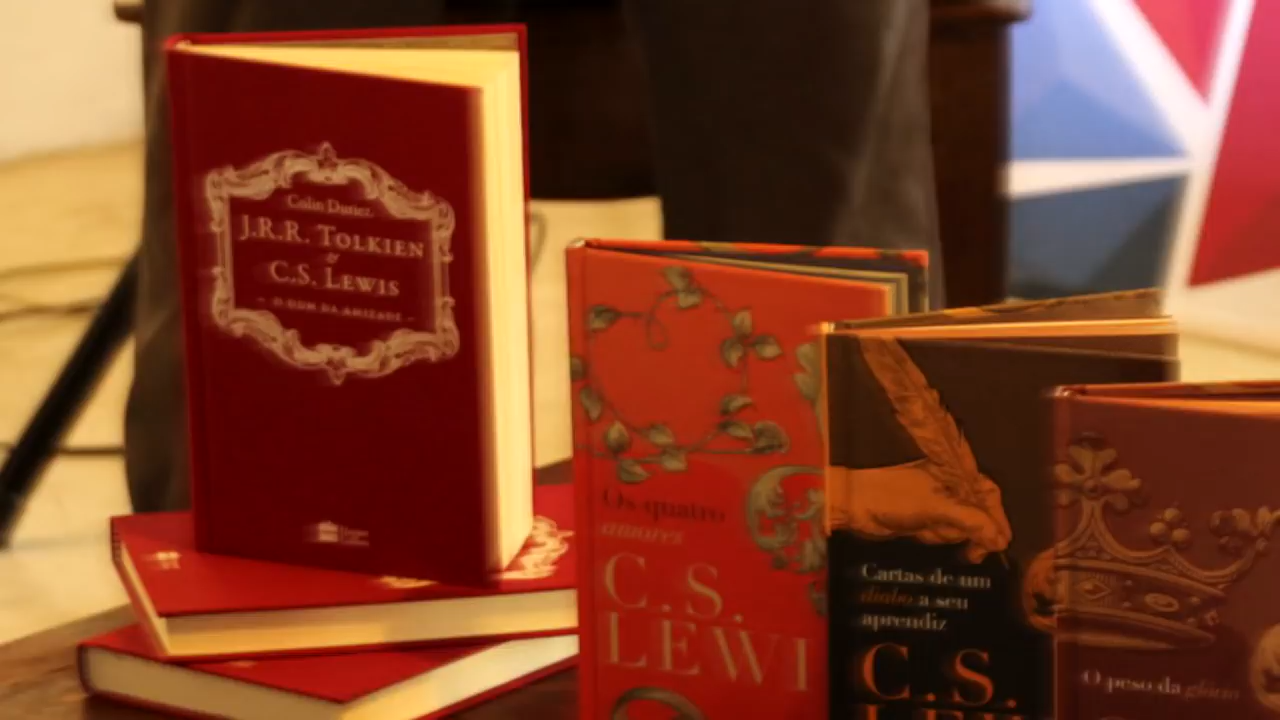 Colin Duriez
J.R.R. TOLKIEN
&
C.S. LEWIS
O DOM DA AMIZADE
Os quatro
amores
C. S.
LEWI
Cartas de um
diabo a seu
aprendiz
C. S.
O peso da glória